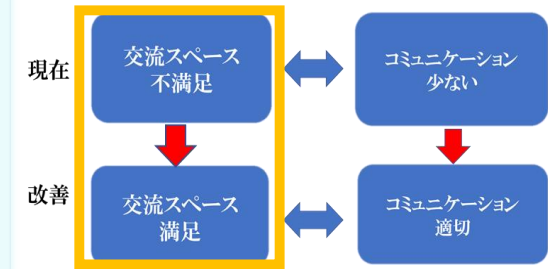 現在
交流スペース
不満足
コミュニケーション
少ない
改善
交流スペース
満足
コミュニケーション
適切